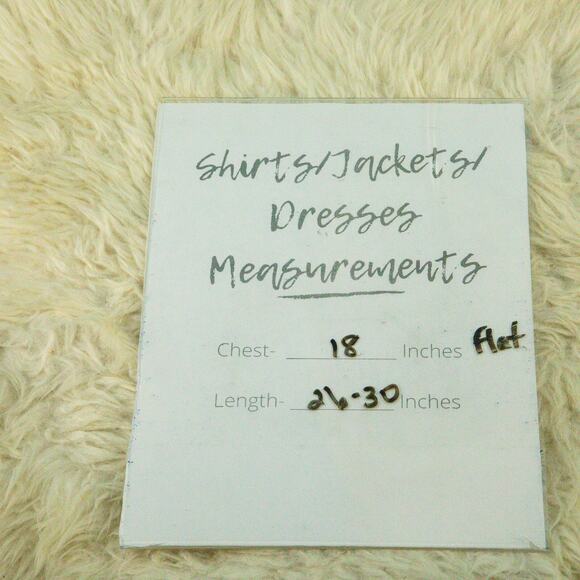 Shirts/Jackets/
Dresses
Measurements
Chest- 18 Inches Flat
Length- 26-30 Inches